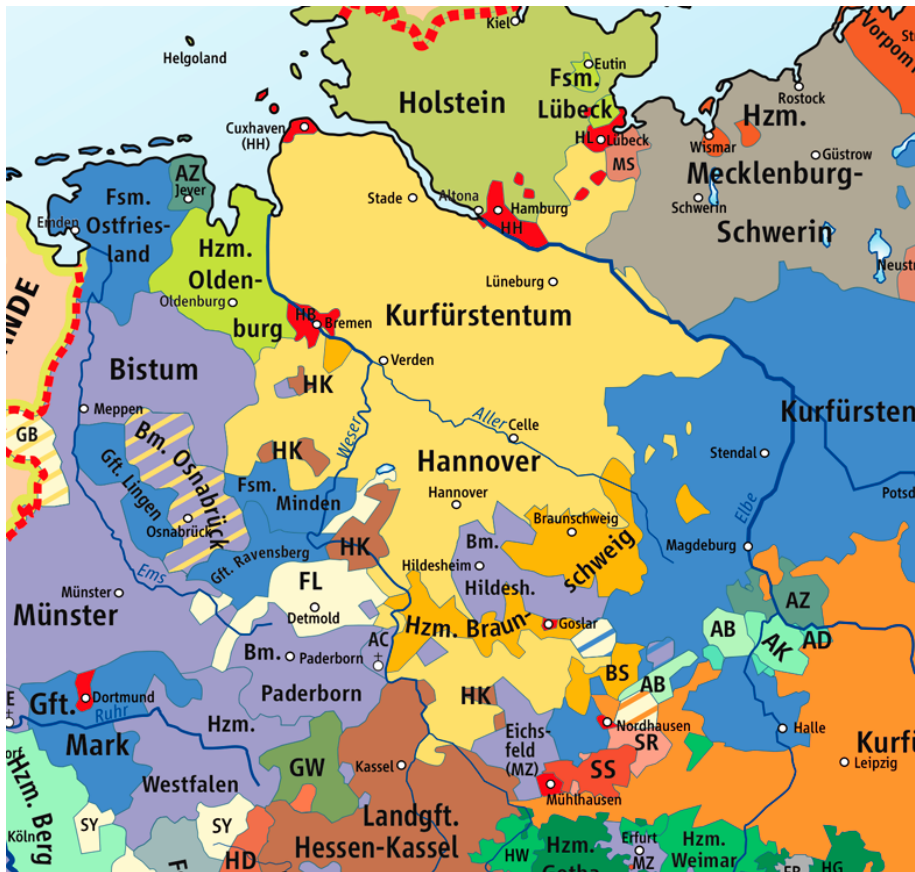 Kiel
Helgoland
Eutin
Fsm.
Lübeck
Holstein
Vorpom
Rostock
Hzm.
Cuxhaven
(HH)
HL
Lübeck
Wismar
MS
Güstrow
Mecklenburg-
Schwerin
Schwerin
AZ
Jever
Fsm.
Ostfries-
land
Emden
Stade
Altona
Hamburg
HH
Hzm.
Olden-
burg
Oldenburg
Neustr
NDE
Lüneburg
HB
Bremen
Kurfürstentum
Verden
Bistum
HK
Meppen
GB
Bm. Osnabrück
Aller
Celle
Kurfürsten
HK
Weser
Hannover
Stendal
Gft. Lingen
Fsm.
Minden
Hannover
Elbe
Potsd
Osnabrück
HK
Braunschweig
Bm.
Hildesh.
Hildesheim
Magdeburg
Gft. Ravensberg
Ems
FL
Detmold
Hzm. Braun-
schweig
Goslar
Münster
Münster
AZ
AB
AK
AD
Bm.
Paderborn
Paderborn
AC
BS
AB
E
Gft.
Dortmund
Ruhr
Mark
Hzm.
Westfalen
HK
Eichs-
feld
(MZ)
Nordhausen
SR
Halle
Kurfü
Leipzig
GW
Kassel
SS
Mühlhausen
Hzm. Berg
Köln
SY
SY
F
HD
Landgft.
Hessen-Kassel
HW
Hzm.
Gotha
Erfurt
MZ
Hzm.
Weimar
ER
HG